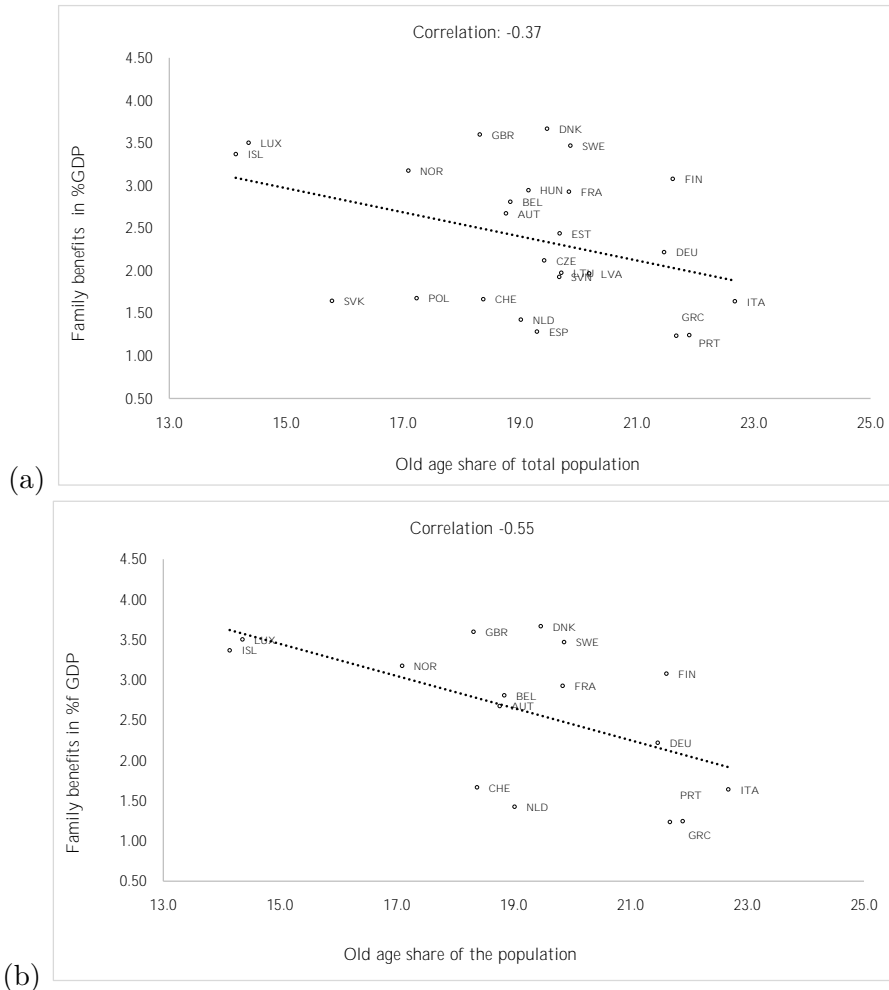 Correlation: -0.37
4.50
4.00
3.50
3.00
2.50
2.00
1.50
1.00
0.50
Family benefits in %GDP
LUX
ISL
NOR
GBR
DNK
SWE
HUN
FRA
FIN
BEL
AUT
EST
DEU
CZE
LTU
LVA
SVN
SVK
POL
CHE
NLD
ESP
GRC
ITA
PRT
13.0 15.0 17.0 19.0 21.0 23.0 25.0
Old age share of total population
(a)
Correlation -0.55
4.50
4.00
3.50
3.00
2.50
2.00
1.50
1.00
0.50
Family benefits in %f GDP
LUX
ISL
NOR
GBR
DNK
SWE
FRA
FIN
BEL
AUT
DEU
CHE
NLD
PRT
ITA
GRC
13.0 15.0 17.0 19.0 21.0 23.0 25.0
Old age share of the population
(b)